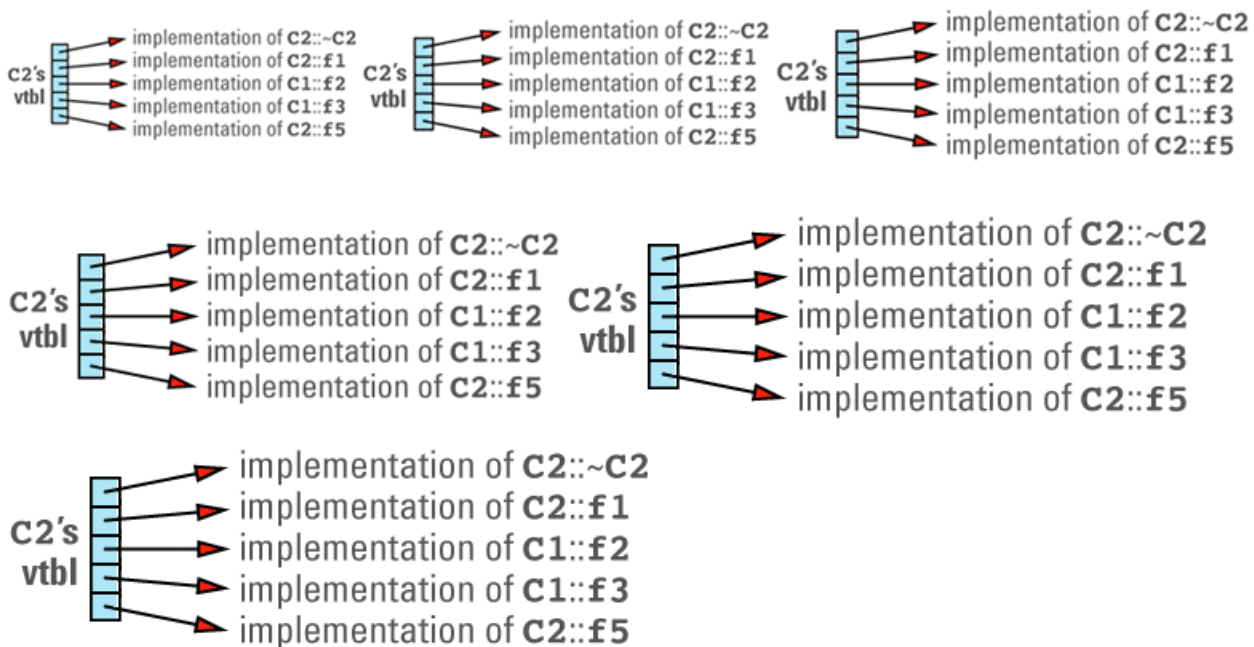 C2's
vtbl
implementation of C2::~C2
implementation of C2::f1
implementation of C1::f2
implementation of C1::f3
implementation of C2::f5
C2's
vtbl
implementation of C2::~C2
implementation of C2::f1
implementation of C1::f2
implementation of C1::f3
implementation of C2::f5
C2's
vtbl
implementation of C2::~C2
implementation of C2::f1
implementation of C1::f2
implementation of C1::f3
implementation of C2::f5
C2's
vtbl
implementation of C2::~C2
implementation of C2::f1
implementation of C1::f2
implementation of C1::f3
implementation of C2::f5
C2's
vtbl
implementation of C2::~C2
implementation of C2::f1
implementation of C1::f2
implementation of C1::f3
implementation of C2::f5
C2's
vtbl
implementation of C2::~C2
implementation of C2::f1
implementation of C1::f2
implementation of C1::f3
implementation of C2::f5